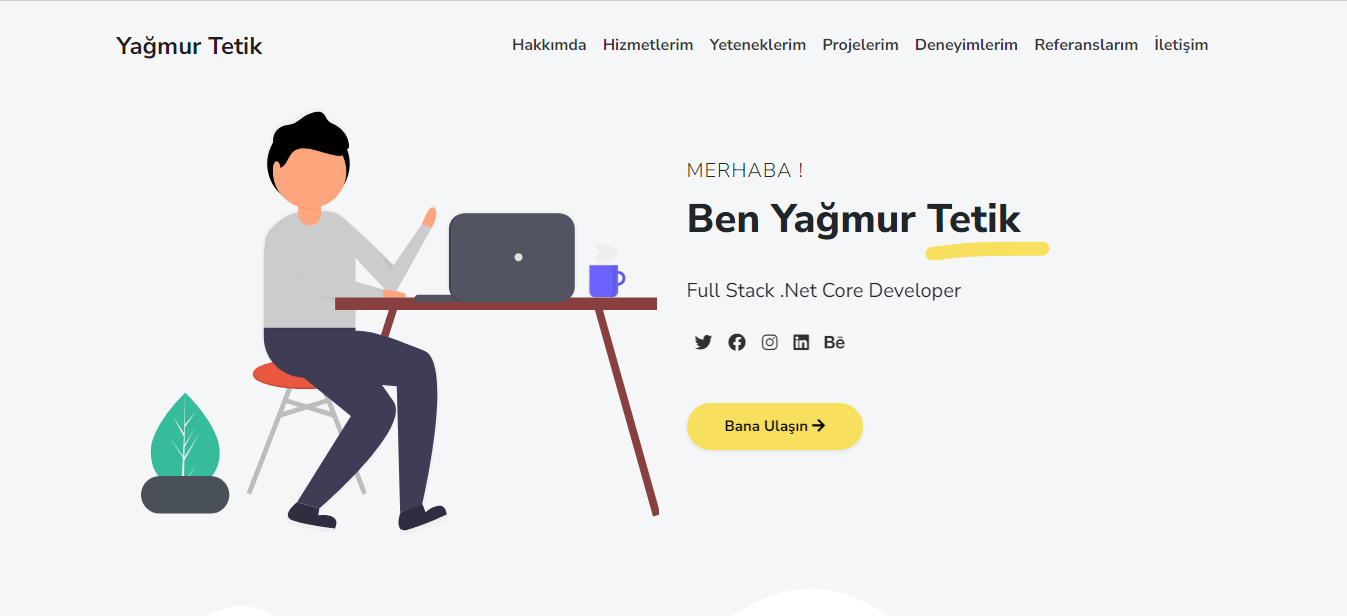 Yağmur Tetik
Hakkımda Hizmetlerim Yeteneklerim Projelerim Deneyimlerim Referanslarım İletişim
MERHABA !
Ben Yağmur Tetik
Full Stack .Net Core Developer
Bē
Bana Ulaşın